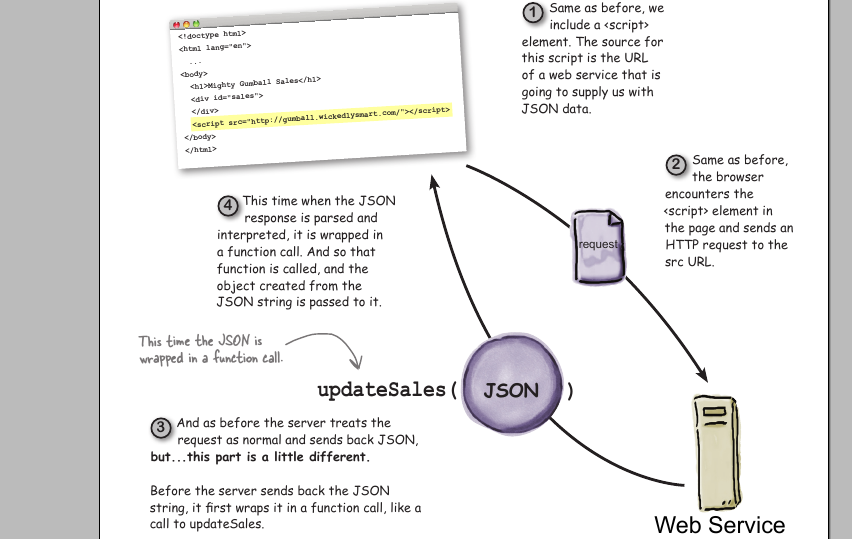 <!doctype html>
<html lang="en">
...
<body>
<h1>Mighty Gumball Sales</h1>
<div id="sales">
</div>
<script src="http://gumball.wickedlysmart.com/"></script>
</body>
</html>
1 Same as before, we
include a <script>
element. The source for
this script is the URL
of a web service that is
going to supply us with
JSON data.
2 Same as before,
the browser
encounters the
<script> element in
the page and sends an
HTTP request to the
src URL.
request
4 This time when the JSON
response is parsed and
interpreted, it is wrapped in
a function call. And so that
function is called, and the
object created from the
JSON string is passed to it.
This time the JSON is
wrapped in a function call.
updateSales( JSON )
3 And as before the server treats the
request as normal and sends back JSON,
but...this part is a little different.
Before the server sends back the JSON
string, it first wraps it in a function call, like a
call to updateSales.
Web Service